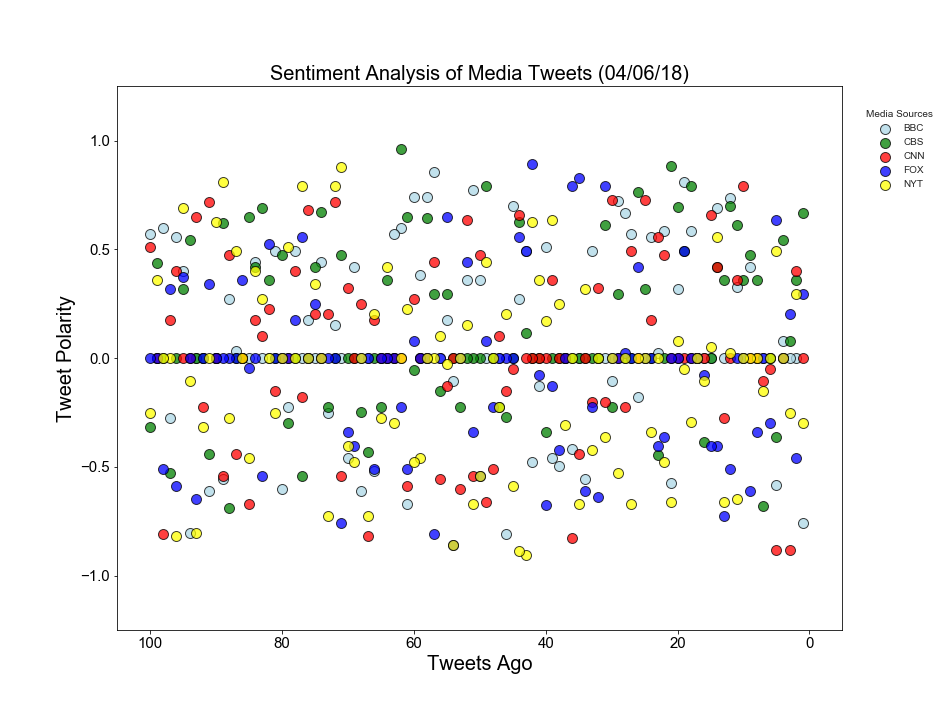 Sentiment Analysis of Media Tweets (04/06/18)
Media Sources
BBC
CBS
CNN
FOX
NYT
Tweet Polarity
1.0
0.5
0.0
−0.5
−1.0
100 80 60 40 20 0
Tweets Ago